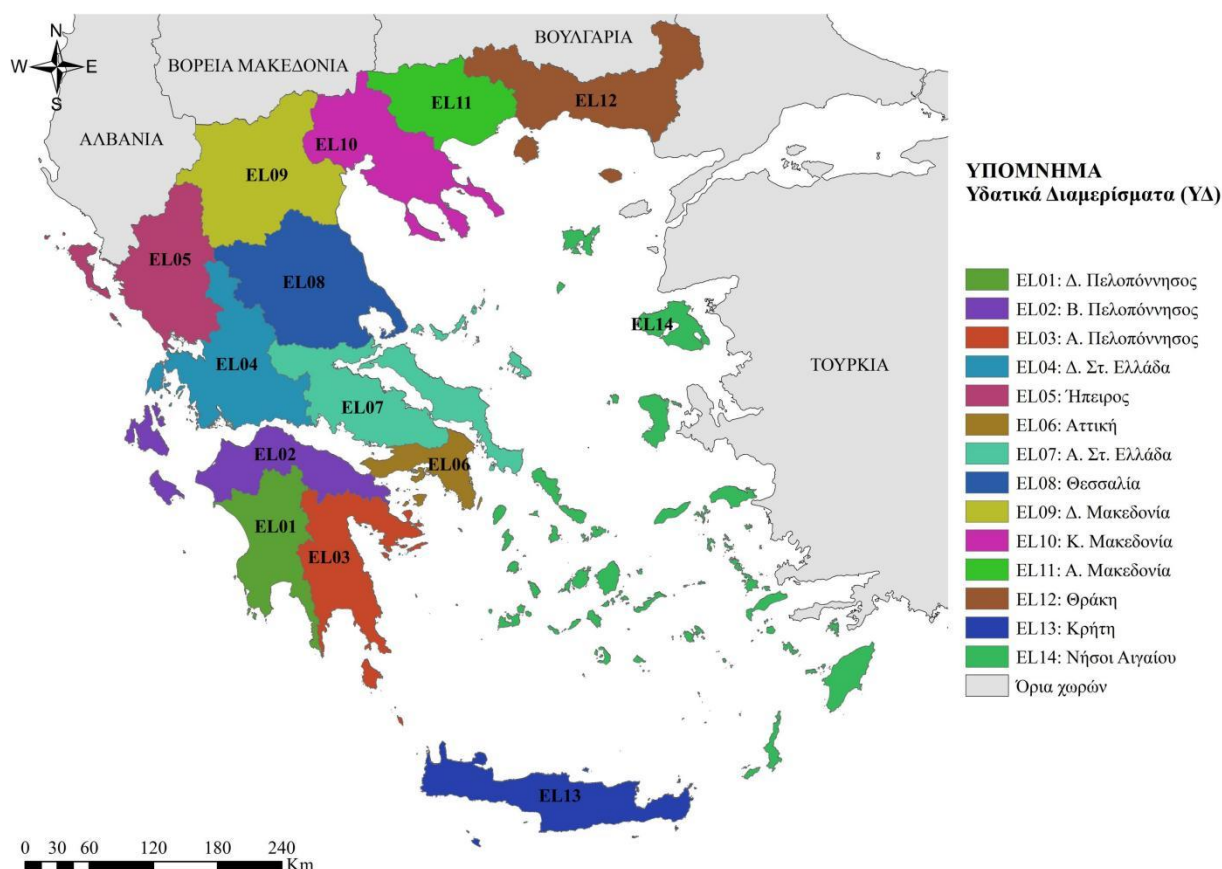 N
W E
S
ΒΟΥΛΓΑΡΙΑ
ΒΟΡΕΙΑ ΜΑΚΕΔΟΝΙΑ
ΑΛΒΑΝΙΑ
EL11
EL12
EL10
EL09
EL05
EL08
EL14
ΤΟΥΡΚΙΑ
EL04
EL07
EL02
EL06
EL01
EL03
EL13
0 30 60 120 180 240
Km
ΥΠΟΜΝΗΜΑ
Υδατικά Διαμερίσματα (ΥΔ)
EL01: Δ. Πελοπόννησος
EL02: Β. Πελοπόννησος
EL03: Α. Πελοπόννησος
EL04: Δ. Στ. Ελλάδα
EL05: Ήπειρος
EL06: Αττική
EL07: Α. Στ. Ελλάδα
EL08: Θεσσαλία
EL09: Δ. Μακεδονία
EL10: Κ. Μακεδονία
EL11: Α. Μακεδονία
EL12: Θράκη
EL13: Κρήτη
EL14: Νήσοι Αιγαίου
Όρια χωρών